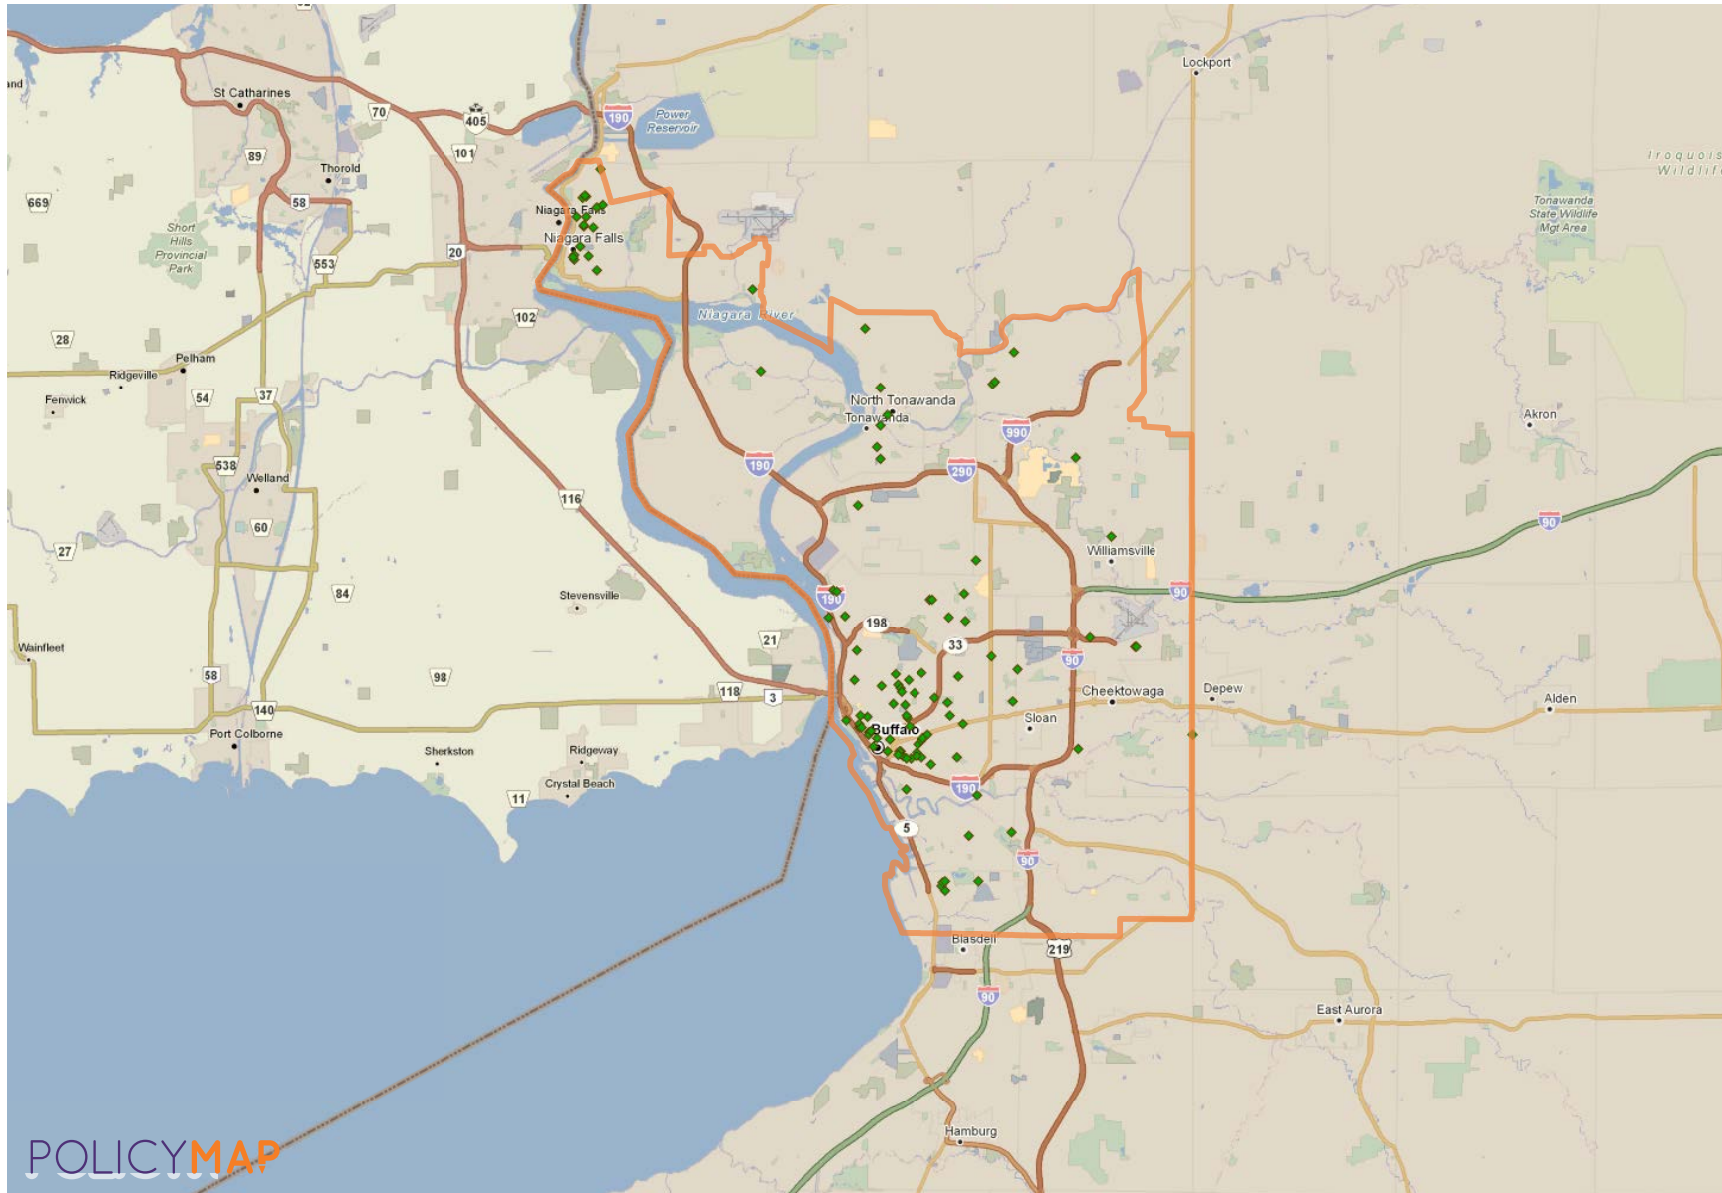 Lockport
St Catharines
70
405
190
Power
Reservoir
101
89
Thorold
Iroquois
669
58
Tonawanda
State Wildlife
Mgt Area
Niagara Falls
Short
Hills
Provincial
Park
Niagara Falls
20
553
102
Niagara River
28
Pelham
Ridgeville
54
37
Fenwick
North Tonawanda
Tonawanda
Akron
990
538
190
290
Welland
116
60
90
27
Williamsville
84
Stevensville
190
90
198
21
33
Wainfleet
90
58
98
118
3
Cheektowaga
Depew
Alden
140
Sloan
Port Colborne
Buffalo
Sherkston
Ridgeway
Crystal Beach
190
11
5
90
Blasdell
219
90
East Aurora
Hamburg
POLICYMAP